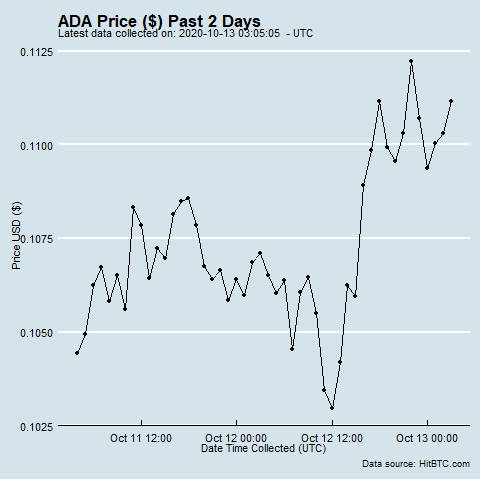 ADA Price ($) Past 2 Days
Latest data collected on: 2020-10-13 03:05:05 - UTC
0.1125
0.1100
0.1075
0.1050
0.1025
Price USD ($)
Oct 11 12:00 Oct 12 00:00 Oct 12 12:00 Oct 13 00:00
Date Time Collected (UTC)
Data source: HitBTC.com